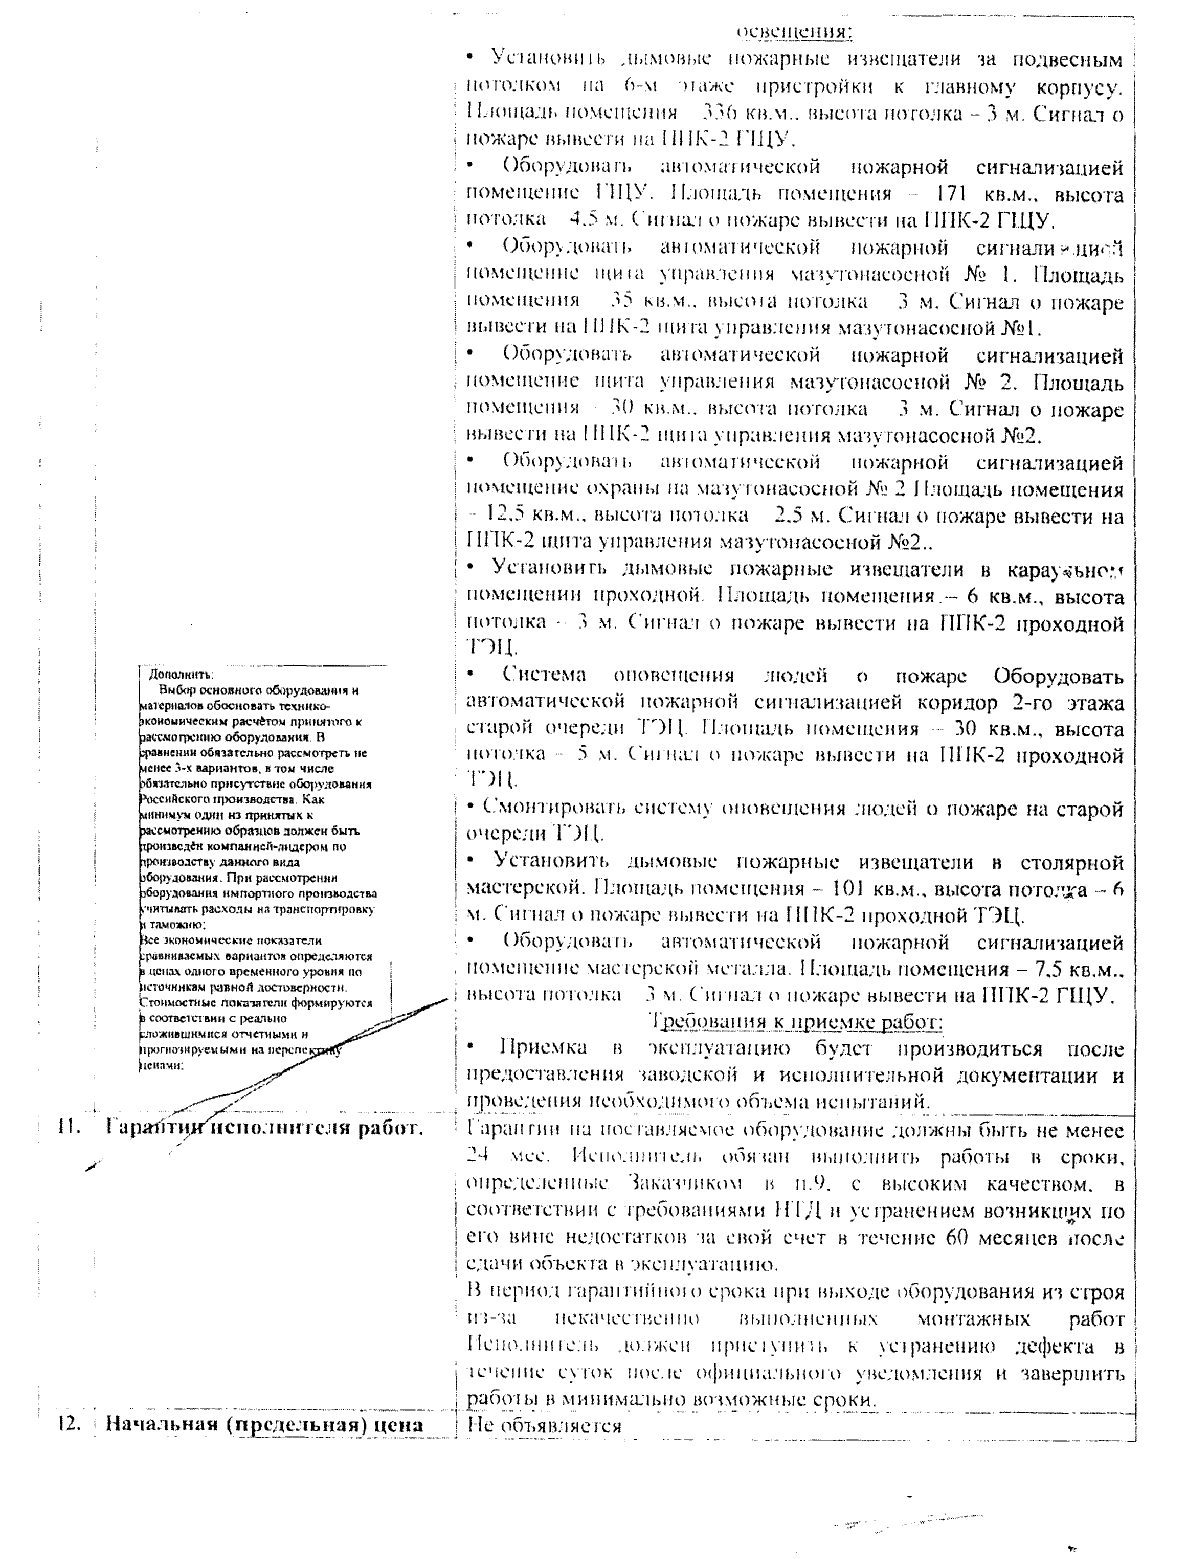 освещения:
• Установить дымовые пожарные извещатели за подвесным
потолком на 6-м этаже пристройки к главному корпусу.
Площадь помещения 336 кв.м., высота потолка – 3 м. Сигнал о
пожаре вывести на ППК-2 ГЩУ.
• Оборудовать автоматической пожарной сигнализацией
помещение ГЩУ. Площадь помещения – 171 кв.м., высота
потолка 4,5 м. Сигнал о пожаре вывести на ППК-2 ГЩУ.
• Оборудовать автоматической пожарной сигнализацией
помещение щита управления мазутонасосной № 1. Площадь
помещения 35 кв.м., высота потолка 3 м. Сигнал о пожаре
вывести на ППК-2 щита управления мазутонасосной №1.
• Оборудовать автоматической пожарной сигнализацией
помещение щита управления мазутонасосной № 2. Площадь
помещения 30 кв.м., высота потолка 3 м. Сигнал о пожаре
вывести на ППК-2 щита управления мазутонасосной №2.
• Оборудовать автоматической пожарной сигнализацией
помещение охраны на мазутонасосной № 2 Площадь помещения
– 12,5 кв.м., высота потолка 2,5 м. Сигнал о пожаре вывести на
ППК-2 щита управления мазутонасосной №2..
• Установить дымовые пожарные извещатели в караульном
помещении проходной. Площадь помещения – 6 кв.м., высота
потолка - 3 м. Сигнал о пожаре вывести на ППК-2 проходной
ТЭЦ.
• Система оповещения людей о пожаре Оборудовать
автоматической пожарной сигнализацией коридор 2-го этажа
старой очереди ТЭЦ. Площадь помещения – 30 кв.м., высота
потолка – 5 м. Сигнал о пожаре вывести на ППК-2 проходной
ТЭЦ.
• Смонтировать систему оповещения людей о пожаре на старой
очереди ТЭЦ.
• Установить дымовые пожарные извещатели в столярной
мастерской. Площадь помещения – 101 кв.м., высота потолка – 6
м. Сигнал о пожаре вывести на ППК-2 проходной ТЭЦ.
• Оборудовать автоматической пожарной сигнализацией
помещение мастерской металла. Площадь помещения – 7,5 кв.м.,
высота потолка 3 м. Сигнал о пожаре вывести на ППК-2 ГЩУ.
Требования к приемке работ:
• Приемка в эксплуатацию будет производиться после
предоставления заводской и исполнительной документации и
проведения необходимого объема испытаний.
Дополнить:
Выбор основного оборудования и
материалов обосновать технико-
экономическим расчётом принятого к
рассмотрению оборудования. В
сравнении обязательно рассмотреть не
менее 3-х вариантов, в том числе
обязательно присутствие оборудования
Российского производства. Как
минимум один из принятых к
рассмотрению образцов должен быть
произведён компанией-лидером по
производству данного вида
оборудования. При рассмотрении
оборудования импортного производства
учитывать расходы на транспортировку
и таможню;
Все экономические показатели
сравниваемых вариантов определяются
в ценах одного временного уровня по
источникам равной достоверности.
Стоимостные показатели формируются
в соответствии с реально
сложившимися отчетными и
прогнозируемыми на перспективу
ценами;
11. Гарантии исполнителя работ.
Гарантии на поставляемое оборудование должны быть не менее
24 мес. Исполнитель обязан выполнить работы в сроки,
определенные Заказчиком в п.9. с высоким качеством, в
соответствии с требованиями НТД и устранением возникших по
его вине недостатков за свой счет в течение 60 месяцев после
сдачи объекта в эксплуатацию.
В период гарантийного срока при выходе оборудования из строя
из-за некачественно выполненных монтажных работ
Исполнитель должен приступить к устранению дефекта в
течение суток после официального уведомления и завершить
работы в минимально возможные сроки.
12. Начальная (предельная) цена
Не объявляется